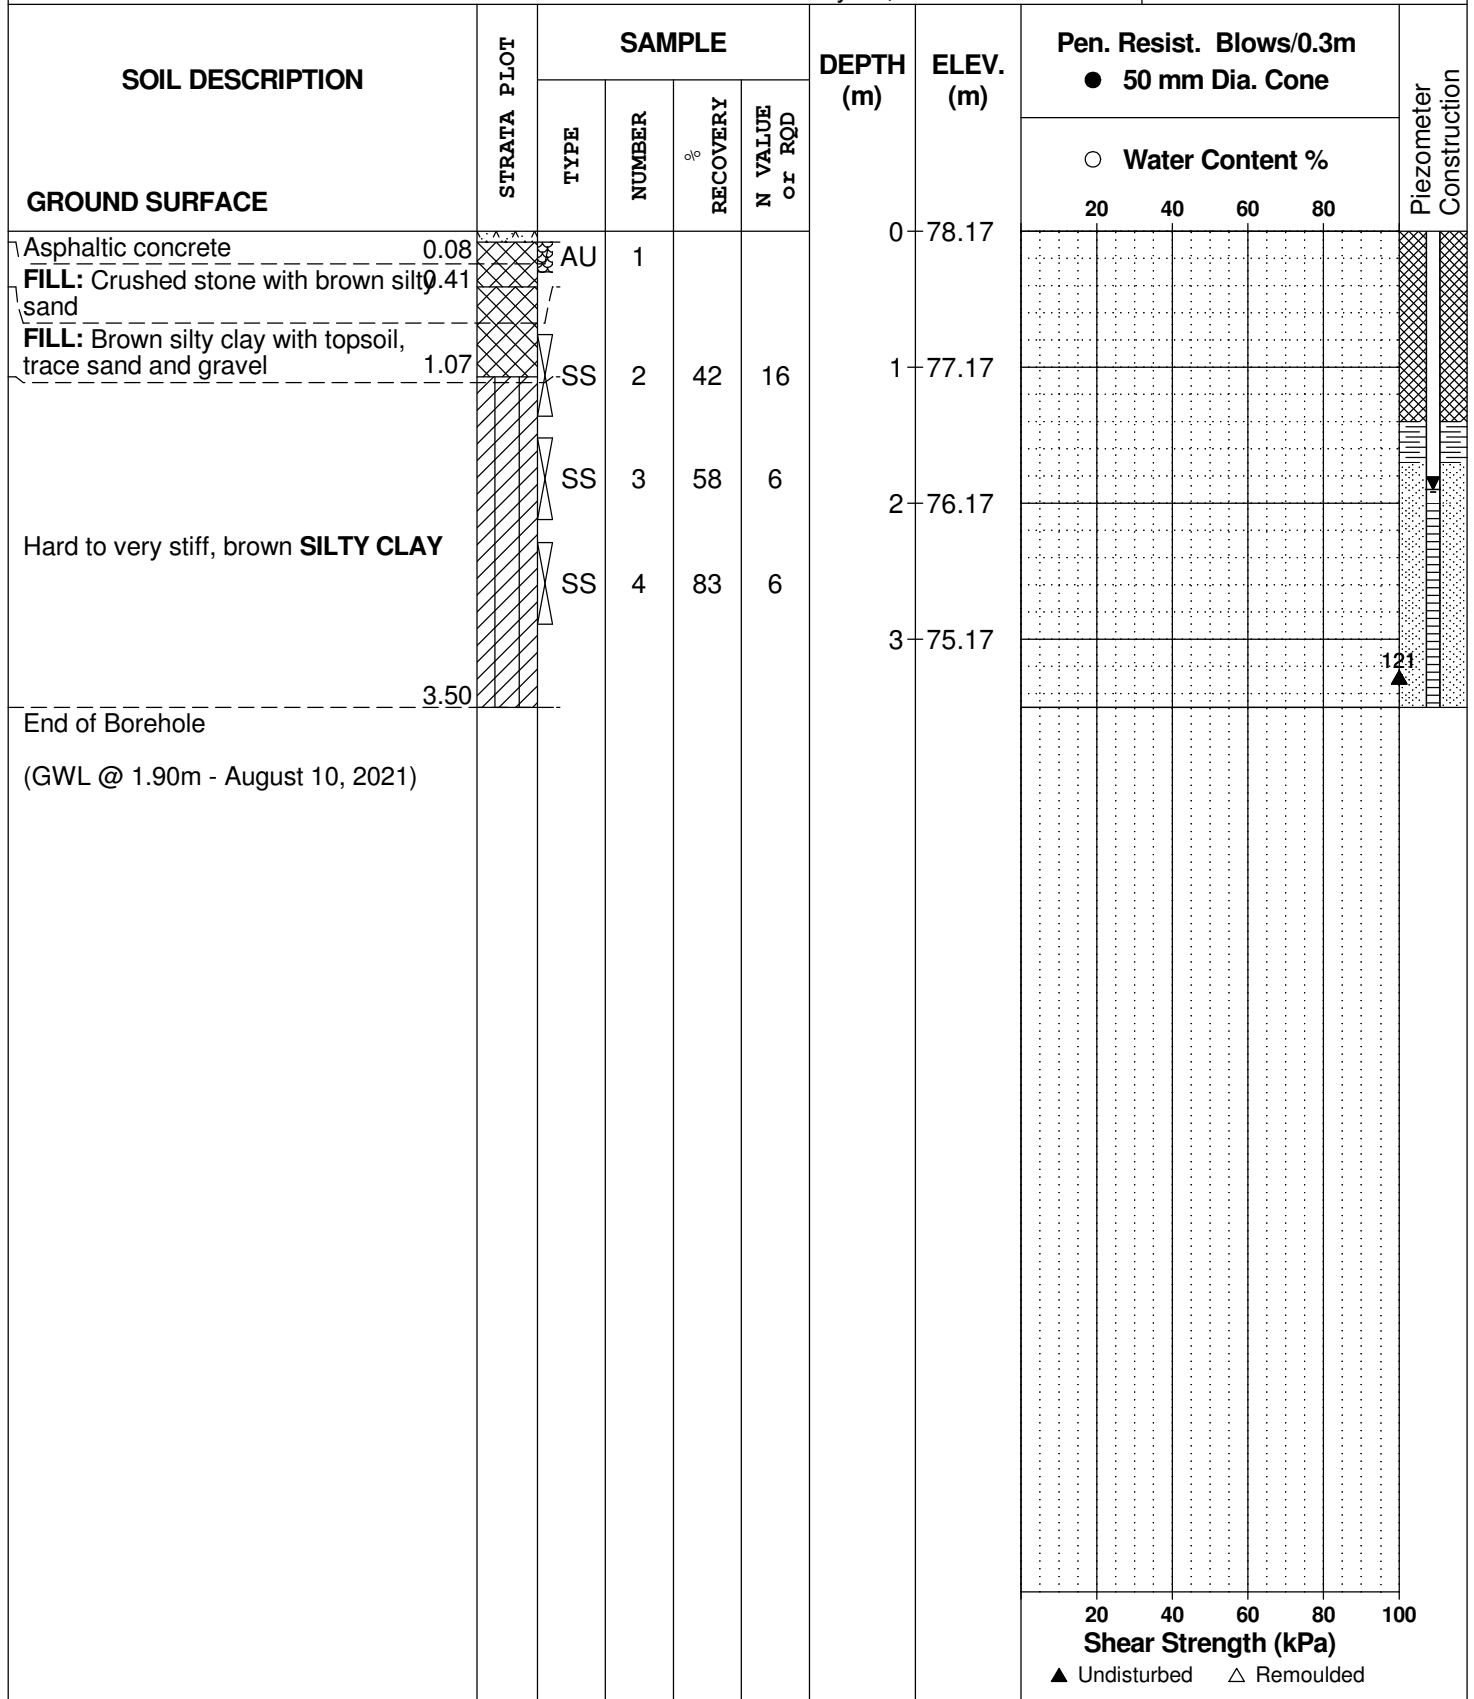 SOIL DESCRIPTION
GROUND SURFACE
STRATA PLOT
SAMPLE
TYPE
NUMBER
% RECOVERY
N VALUE or RQD
DEPTH (m)
ELEV. (m)
Pen. Resist. Blows/0.3m
● 50 mm Dia. Cone
○ Water Content %
20 40 60 80
Piezometer Construction
0 78.17
Asphaltic concrete 0.08
AU 1
FILL: Crushed stone with brown silty 0.41
sand
FILL: Brown silty clay with topsoil,
trace sand and gravel 1.07
SS 2 42 16
1 77.17
SS 3 58 6
2 76.17
Hard to very stiff, brown SILTY CLAY
SS 4 83 6
3 75.17
121
3.50
End of Borehole
(GWL @ 1.90m - August 10, 2021)
20 40 60 80 100
Shear Strength (kPa)
▲ Undisturbed △ Remoulded